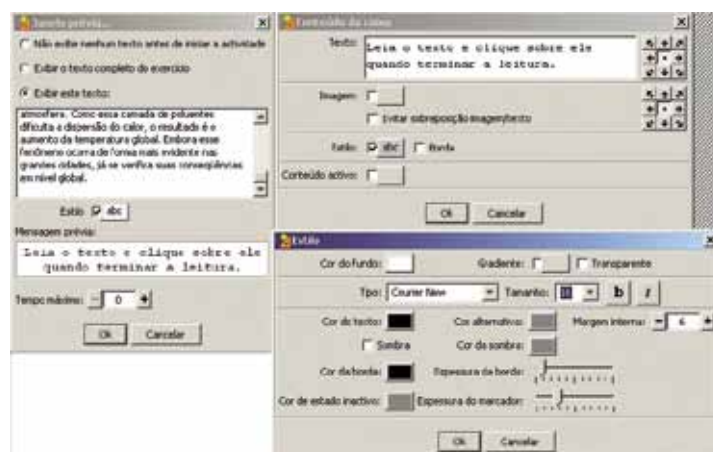 Janela prévia...
Não exibir nenhum texto antes de iniciar a actividade
Exibir o texto completo do exercício
Exibir este texto:
atmosfera. Como essa camada de poluentes
dificulta a dispersão do calor, o resultado é o
aumento da temperatura global. Embora esse
fenômeno ocorra de forma mais evidente nas
grandes cidades, já se verifica suas conseqüências
em nível global.
Estilo abc
Mensagem prévia:
Leia o texto e clique sobre ele
quando terminar a leitura.
Tempo máximo: 0
Ok Cancelar
Conteúdo da caixa
Texto: Leia o texto e clique sobre ele
quando terminar a leitura.
Imagem:
Evitar sobreposição imagem/texto
Estilo: abc Borda
Conteúdo activo:
Ok Cancelar
Estilo
Cor do fundo: Gradiente: Transparente
Tipo: Courier New Tamanho: b i
Cor do texto: Cor alternativa: Margem interna: 6
Sombra Cor da sombra:
Cor da borda: Espessura da borda:
Cor de estado inactivo: Espessura do marcador:
Ok Cancelar